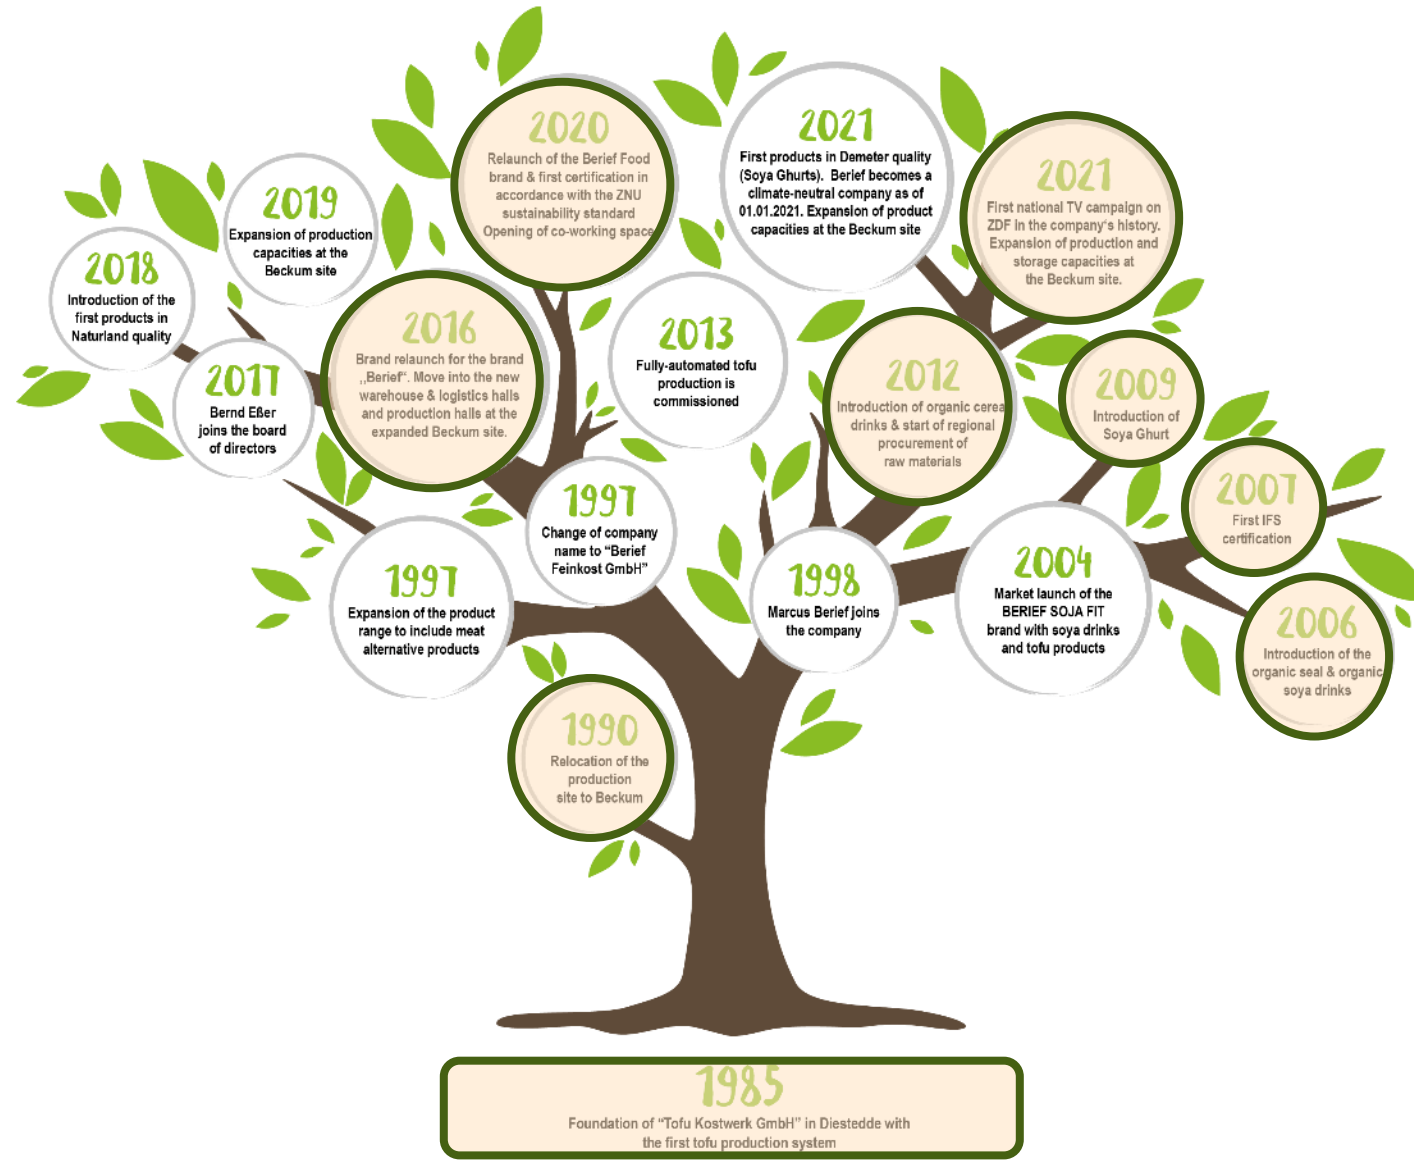 2020
Relaunch of the Berief Food
brand & first certification in
accordance with the ZNU
sustainability standard
Opening of co-working space
2021
First products in Demeter quality
(Soya Ghurts). Berief becomes a
climate-neutral company as of
01.01.2021. Expansion of product
capacities at the Beckum site
2021
First national TV campaign on
ZDF in the company's history.
Expansion of production and
storage capacities at
the Beckum site.
2019
Expansion of production
capacities at the
Beckum site
2018
Introduction of the
first products in
Naturland quality
2017
Bernd Eßer
joins the board
of directors
2016
Brand relaunch for the brand
„Berief“. Move into the new
warehouse & logistics halls
and production halls at the
expanded Beckum site.
2013
Fully-automated tofu
production is
commissioned
2012
Introduction of organic cerea
drinks & start of regional
procurement of
raw materials
2009
Introduction of
Soya Ghurt
2007
First IFS
certification
1997
Change of company
name to “Berief
Feinkost GmbH”
1997
Expansion of the product
range to include meat
alternative products
1998
Marcus Berief joins
the company
2004
Market launch of the
BERIEF SOJA FIT
brand with soya drinks
and tofu products
2006
Introduction of the
organic seal & organic
soya drinks
1990
Relocation of the
production
site to Beckum
1985
Foundation of “Tofu Kostwerk GmbH” in Diestedde with
the first tofu production system